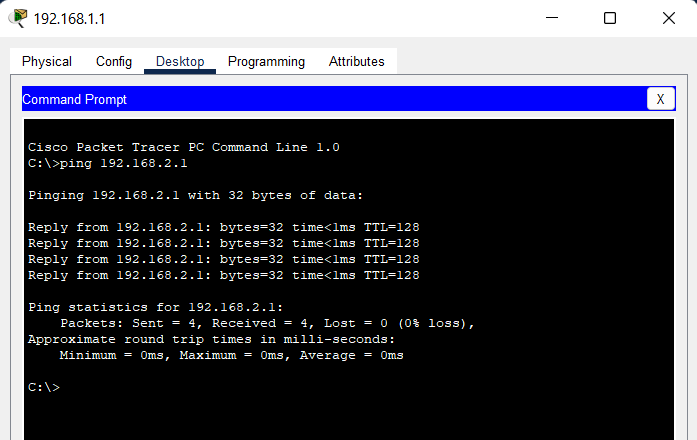 192.168.1.1
Physical Config Desktop Programming Attributes
Command Prompt X
Cisco Packet Tracer PC Command Line 1.0
C:\>ping 192.168.2.1
Pinging 192.168.2.1 with 32 bytes of data:
Reply from 192.168.2.1: bytes=32 time<1ms TTL=128
Reply from 192.168.2.1: bytes=32 time<1ms TTL=128
Reply from 192.168.2.1: bytes=32 time<1ms TTL=128
Reply from 192.168.2.1: bytes=32 time<1ms TTL=128
Ping statistics for 192.168.2.1:
Packets: Sent = 4, Received = 4, Lost = 0 (0% loss),
Approximate round trip times in milli-seconds:
Minimum = 0ms, Maximum = 0ms, Average = 0ms
C:\>